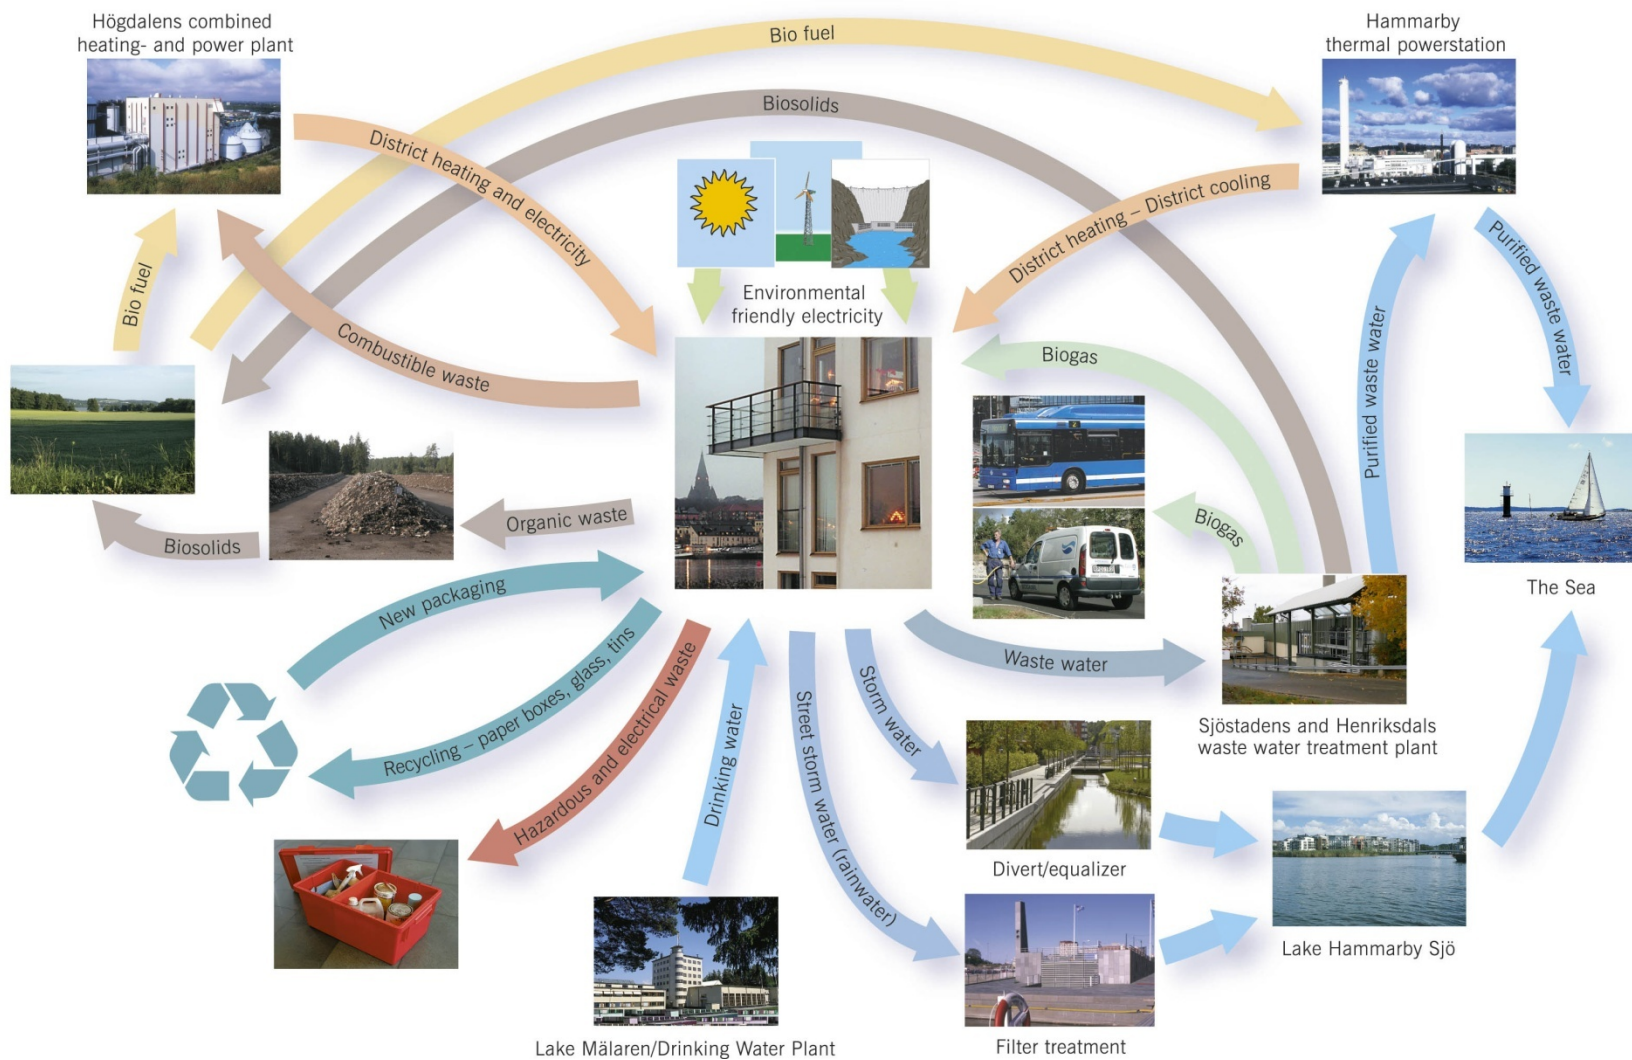 Högdalens combined
heating- and power plant
Bio fuel
Hammarby
thermal powerstation
Biosolids
District heating and electricity
District heating – District cooling
Purified waste water
Bio fuel
Environmental
friendly electricity
Combustible waste
Biogas
Purified waste water
Organic waste
Biosolids
Biogas
The Sea
New packaging
Recycling – paper boxes, glass, tins
Hazardous and electrical waste
Drinking water
Street storm water (rainwater)
Storm water
Waste water
Sjöstadens and Henriksdals
waste water treatment plant
Divert/equalizer
Lake Hammarby Sjö
Lake Mälaren/Drinking Water Plant
Filter treatment